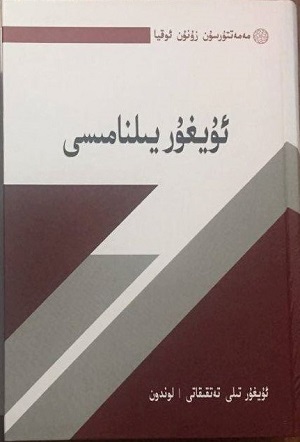 مەمەتتۇرسۇن زۇنۇن ئوقيا
ئۇيغۇر يىلنامىسى
ئۇيغۇر تىلى تەتقىقاتى | لوندون